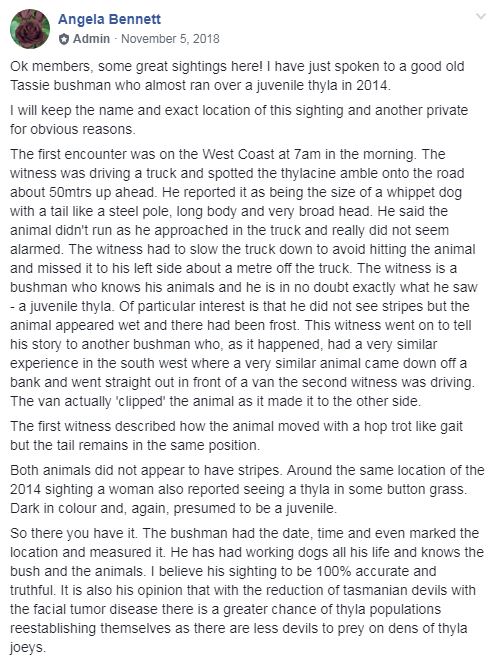 Angela Bennett
Admin · November 5, 2018
Ok members, some great sightings here! I have just spoken to a good old
Tassie bushman who almost ran over a juvenile thyla in 2014.
I will keep the name and exact location of this sighting and another private
for obvious reasons.
The first encounter was on the West Coast at 7am in the morning. The
witness was driving a truck and spotted the thylacine amble onto the road
about 50mtrs up ahead. He reported it as being the size of a whippet dog
with a tail like a steel pole, long body and very broad head. He said the
animal didn't run as he approached in the truck and really did not seem
alarmed. The witness had to slow the truck down to avoid hitting the animal
and missed it to his left side about a metre off the truck. The witness is a
bushman who knows his animals and he is in no doubt exactly what he saw
- a juvenile thyla. Of particular interest is that he did not see stripes but the
animal appeared wet and there had been frost. This witness went on to tell
his story to another bushman who, as it happened, had a very similar
experience in the south west where a very similar animal came down off a
bank and went straight out in front of a van the second witness was driving.
The van actually 'clipped' the animal as it made it to the other side.
The first witness described how the animal moved with a hop trot like gait
but the tail remains in the same position.
Both animals did not appear to have stripes. Around the same location of the
2014 sighting a woman also reported seeing a thyla in some button grass.
Dark in colour and, again, presumed to be a juvenile.
So there you have it. The bushman had the date, time and even marked the
location and measured it. He has had working dogs all his life and knows the
bush and the animals. I believe his sighting to be 100% accurate and
truthful. It is also his opinion that with the reduction of tasmanian devils with
the facial tumor disease there is a greater chance of thyla populations
reestablishing themselves as there are less devils to prey on dens of thyla
joeys.